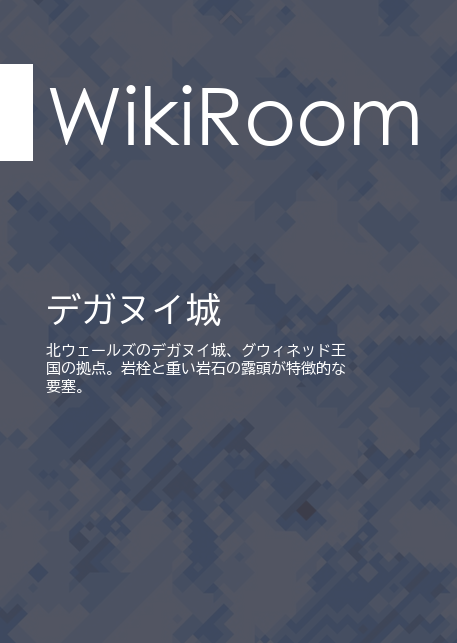 WikiRoom
デガヌイ城
北ウェールズのデガヌイ城、グウィネッド王
国の拠点。岩栓と重い岩石の露頭が特徴的な
要塞。